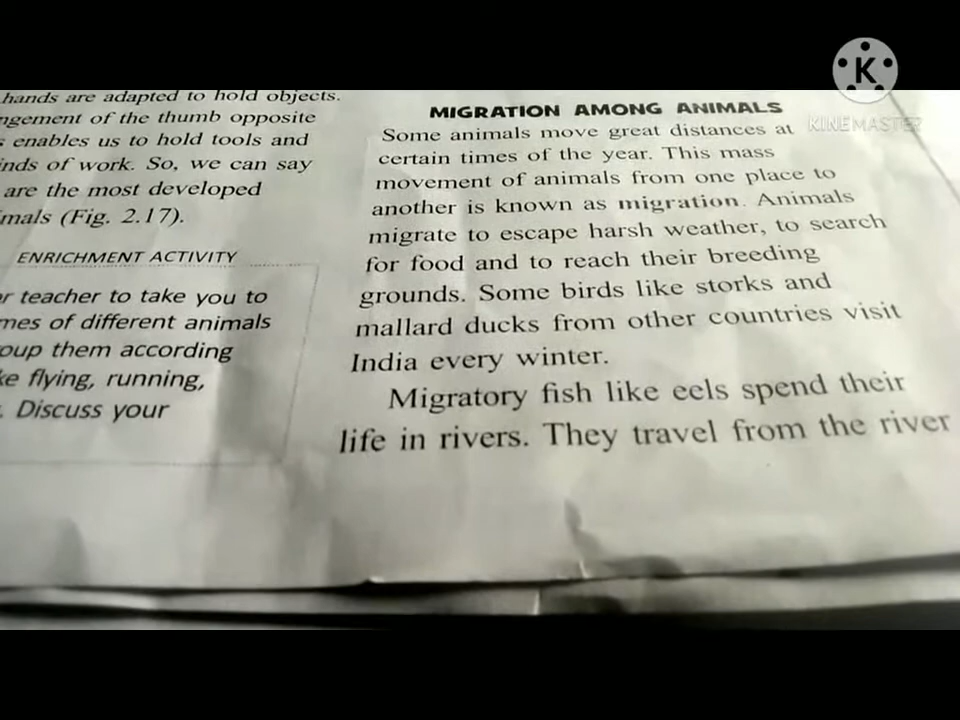 hands are adapted to hold objects.
ngement of the thumb opposite
s enables us to hold tools and
inds of work. So, we can say
are the most developed
mals (Fig. 2.17).
ENRICHMENT ACTIVITY
r teacher to take you to
mes of different animals
oup them according
ke flying, running,
. Discuss your
MIGRATION AMONG ANIMALS
Some animals move great distances at
certain times of the year. This mass
movement of animals from one place to
another is known as migration. Animals
migrate to escape harsh weather, to search
for food and to reach their breeding
grounds. Some birds like storks and
mallard ducks from other countries visit
India every winter.
Migratory fish like eels spend their
life in rivers. They travel from the river
K
KINEMASTER